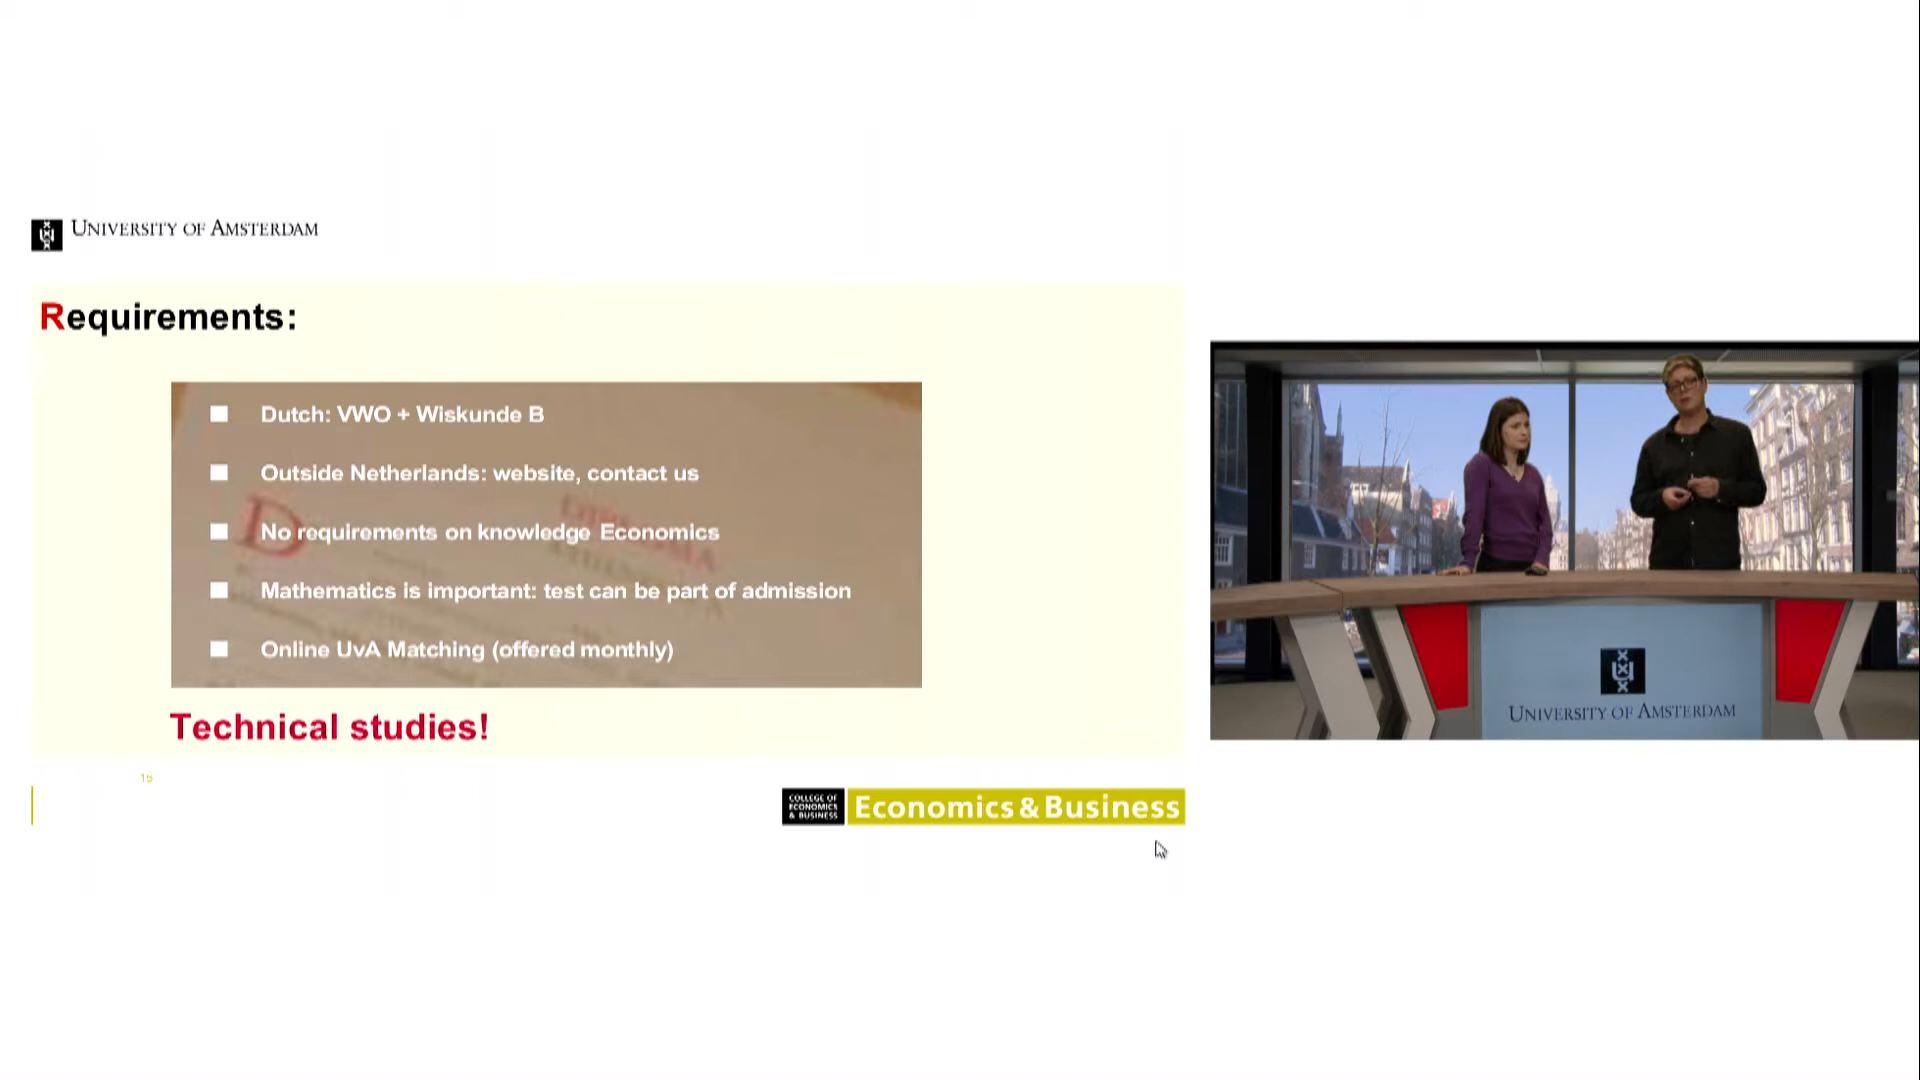 UNIVERSITY OF AMSTERDAM
Requirements:
Dutch: VWO + Wiskunde B
Outside Netherlands: website, contact us
No requirements on knowledge Economics
Mathematics is important: test can be part of admission
Online UvA Matching (offered monthly)
Technical studies!
15
COLLEGE OF
ECONOMICS
& BUSINESS
Economics & Business
UNIVERSITY OF AMSTERDAM